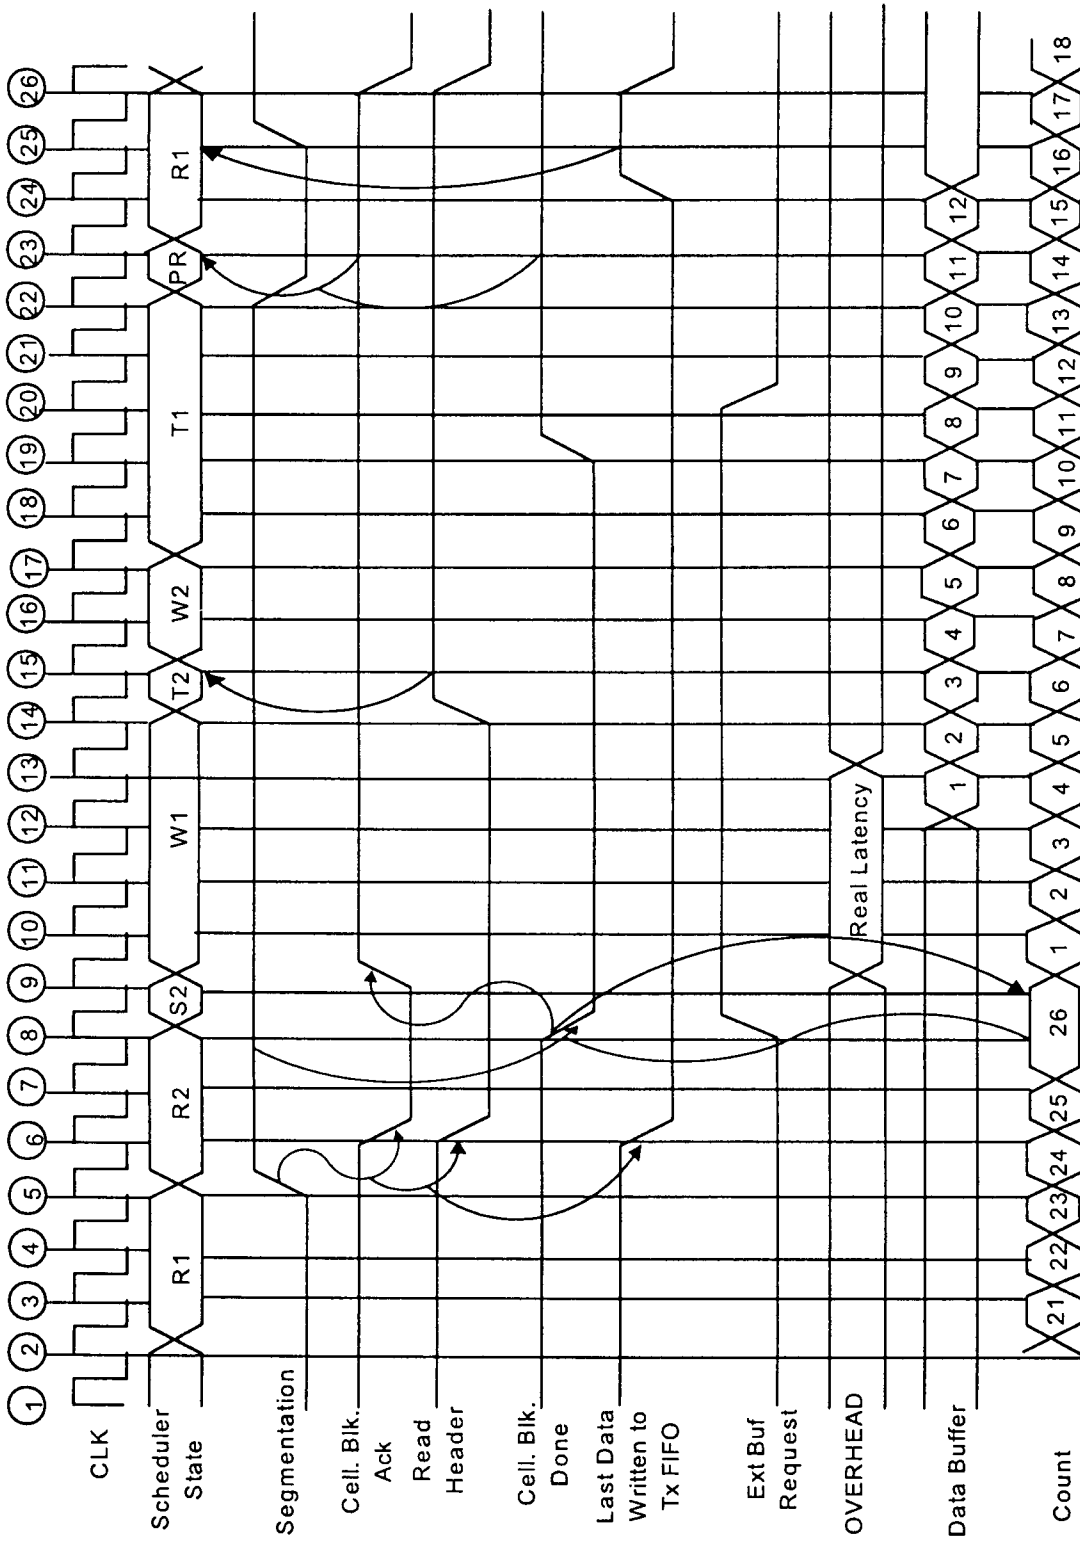 1 2 3 4 5 6 7 8 9 10 11 12 13 14 15 16 17 18 19 20 21 22 23 24 25 26
CLK
Scheduler
State
R1 R2 S2 W1 T2 W2 T1 PR R1
Segmentation
Cell. Blk.
Ack
Read
Header
Cell. Blk.
Done
Last Data
Written to
Tx FIFO
Ext Buf
Request
OVERHEAD
Real Latency
Data Buffer
1 2 3 4 5 6 7 8 9 10 11 12
Count
21 22 23 24 25 26 1 2 3 4 5 6 7 8 9 10 11 12 13 14 15 16 17 18